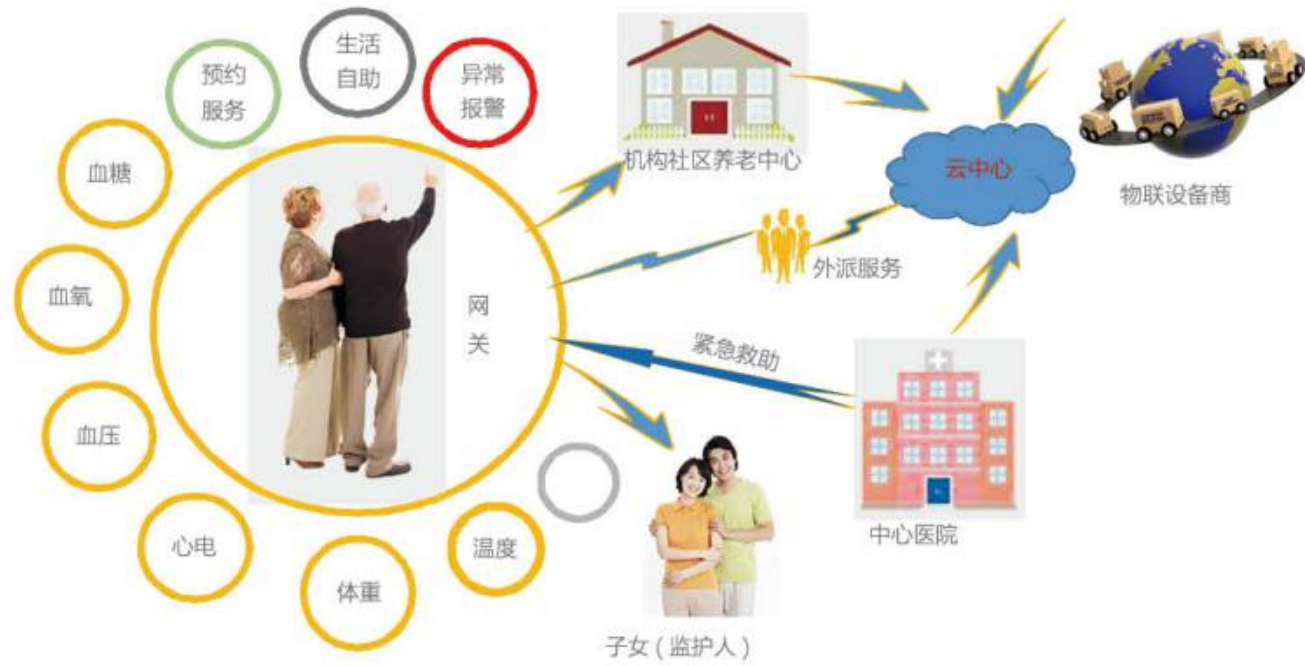 生活
自助
预约
服务
异常
报警
血糖
血氧
血压
心电
体重
温度
网
关
机构社区养老中心
云中心
物联设备商
外派服务
紧急救助
中心医院
子女（监护人）